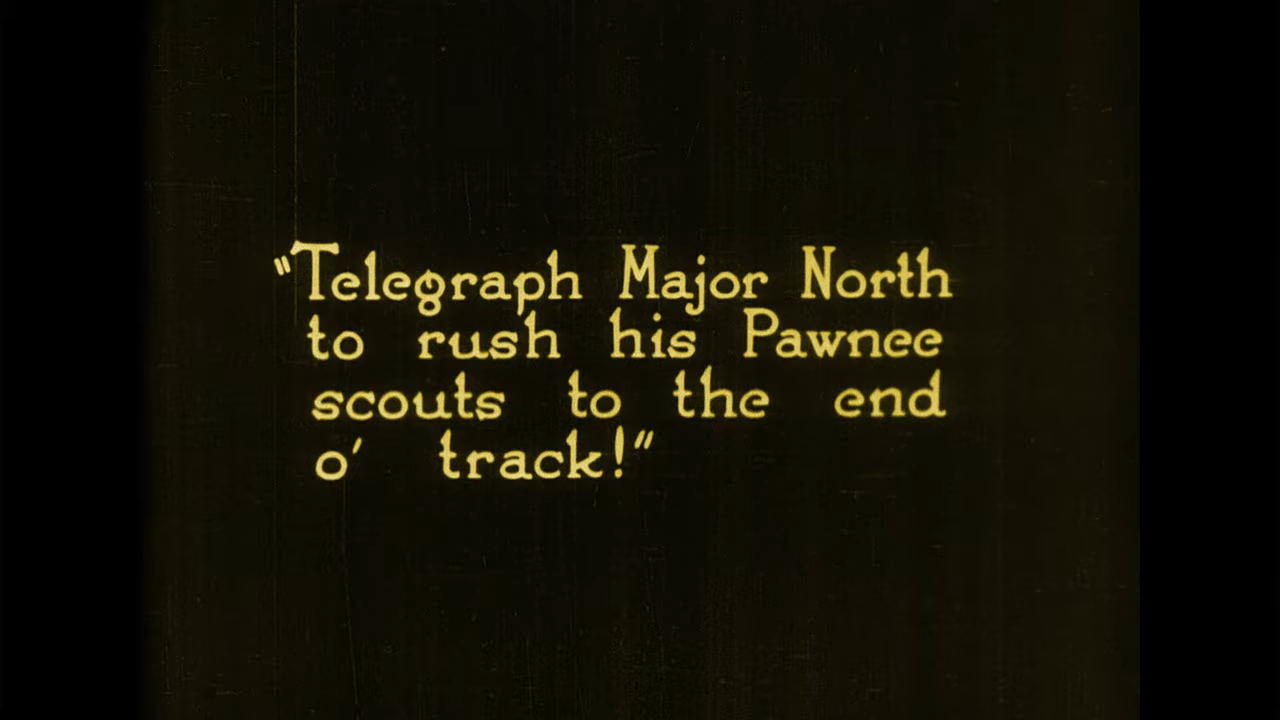 "Telegraph Major North
to rush his Pawnee
scouts to the end
o' track!"